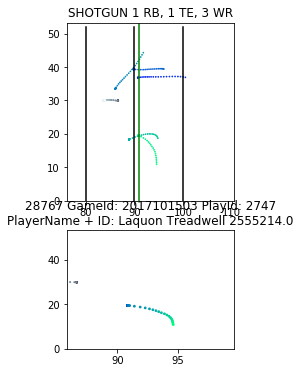 SHOTGUN 1 RB, 1 TE, 3 WR
50
40
30
20
10
0
80 90 100 110
28767 GameId: 2017101503 PlayId: 2747
PlayerName + ID: Laquon Treadwell 2555214.0
40
20
0
90 95